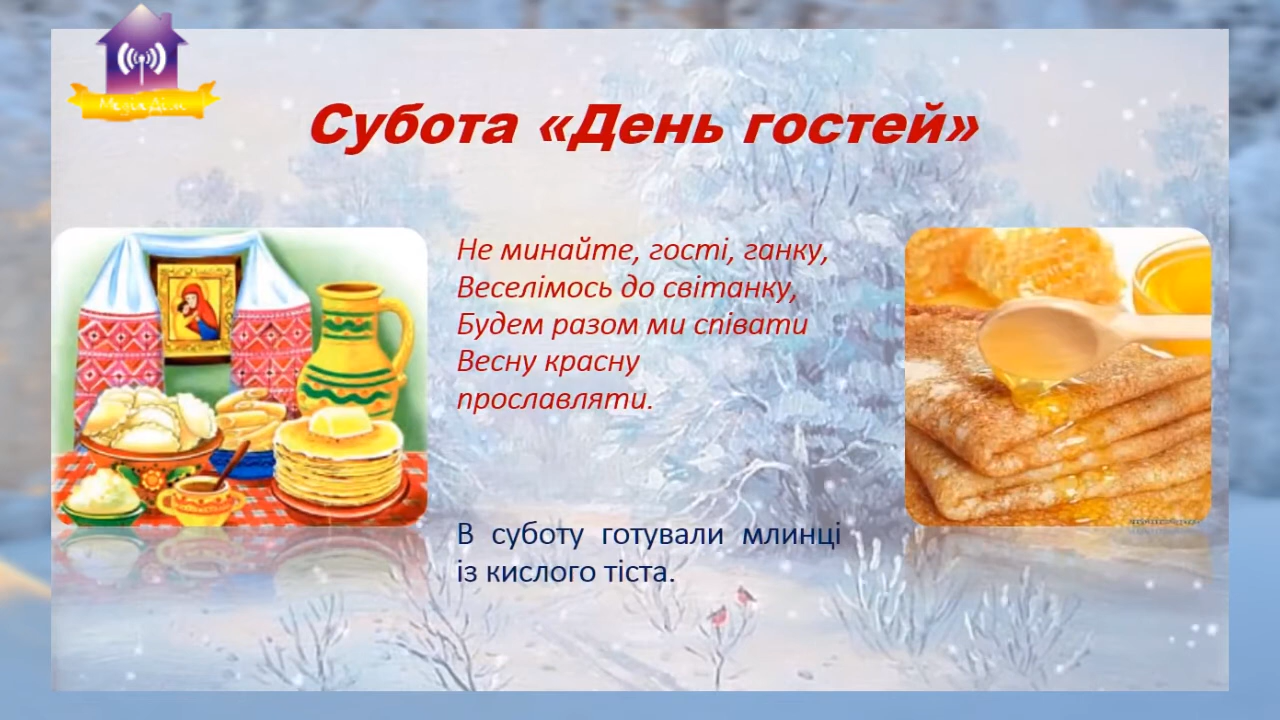 МедіаДім
Субота «День гостей»
Не минайте, гості, ганку,
Веселімось до світанку,
Будем разом ми співати
Весну красну
прославляти.
В суботу готували млинці
із кислого тіста.